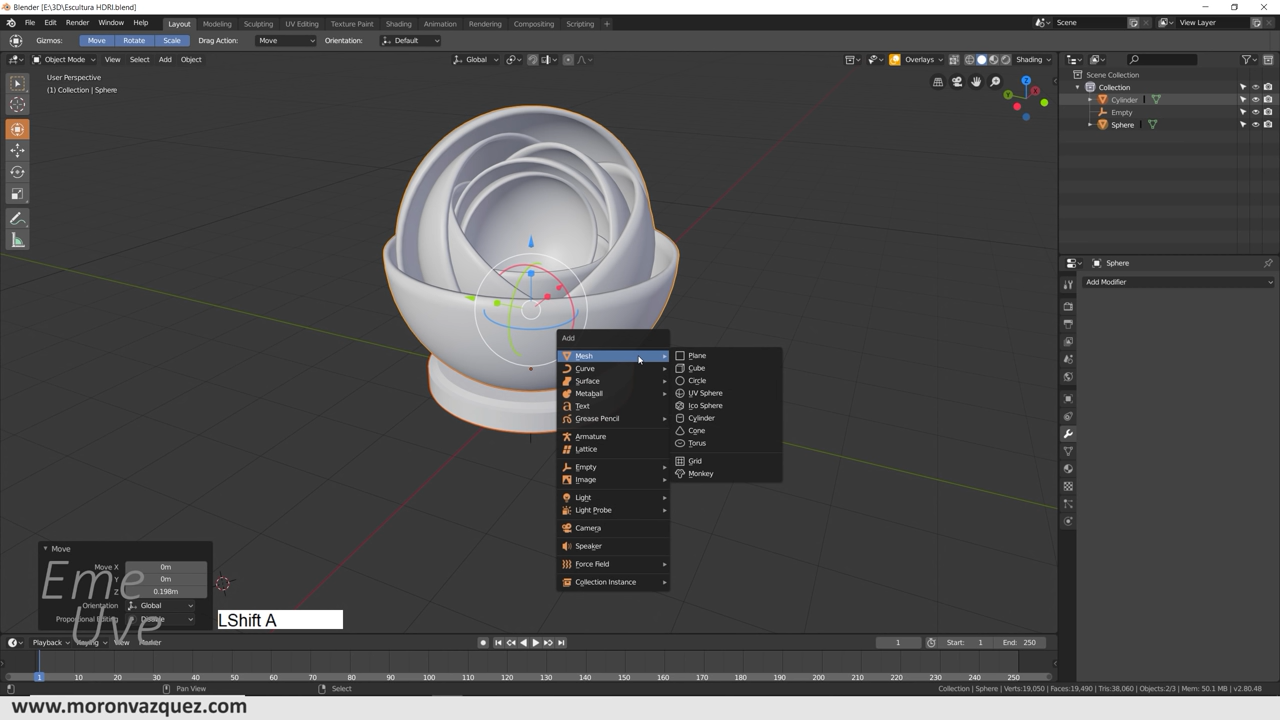 Blender [E:\3D\Escultura HDRI.blend]
File Edit Render Window Help Layout Modeling Sculpting UV Editing Texture Paint Shading Animation Rendering Compositing Scripting + Scene View Layer
Gizmos: Move Rotate Scale Drag Action: Move Orientation: Default
Object Mode View Select Add Object Global Overlays Shading
User Perspective
(1) Collection | Sphere
Z
X
Y
Scene Collection
Collection
Cylinder
Empty
Sphere
Sphere
Add Modifier
Add
Mesh
Curve
Surface
Metaball
Text
Grease Pencil
Armature
Lattice
Empty
Image
Light
Light Probe
Camera
Speaker
Force Field
Collection Instance
Plane
Cube
Circle
UV Sphere
Ico Sphere
Cylinder
Cone
Torus
Grid
Monkey
Move
Move X 0m
Y 0m
Z 0.198m
Orientation Global
Proportional Editing Disable
Eme
Uve
LShift A
Playback Keying View Marker 1 Start: 1 End: 250
1 10 20 30 40 50 60 70 80 90 100 110 120 130 140 150 160 170 180 190 200 210 220 230 240 250
Pan View Select Collection | Sphere | Verts:19,050 | Faces:19,490 | Tris:38,060 | Objects:2/3 | Mem: 50.1 MB | v2.80.48
www.moronvazquez.com